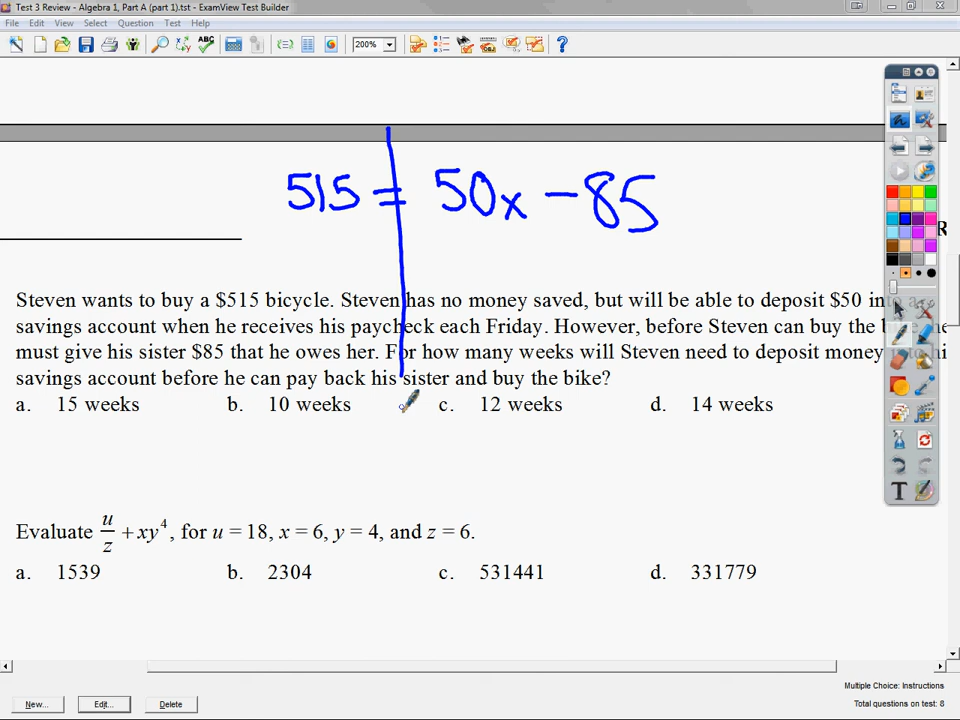 Test 3 Review - Algebra 1, Part A (part 1).tst - ExamView Test Builder
File Edit View Select Question Test Help
ABC 200% ?
515 = 50x - 85
R
Steven wants to buy a $515 bicycle. Steven has no money saved, but will be able to deposit $50 into a
savings account when he receives his paycheck each Friday. However, before Steven can buy the he
must give his sister $85 that he owes her. For how many weeks will Steven need to deposit money hi
savings account before he can pay back his sister and buy the bike?
a. 15 weeks b. 10 weeks c. 12 weeks d. 14 weeks
Evaluate u/z + xy⁴, for u = 18, x = 6, y = 4, and z = 6.
a. 1539 b. 2304 c. 531441 d. 331779
T
Multiple Choice: Instructions
New... Edit... Delete Total questions on test: 8